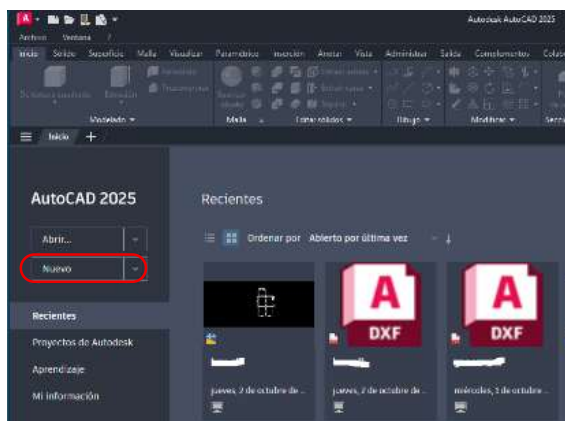 Autodesk AutoCAD 2025
Archivo Ventana ?
Inicio Sólido Superficie Malla Visualizar Paramétrico Inserción Anotar Vista Administrar Salida Complementos
Modelado Malla Editar sólidos Dibujo Modificar
Inicio +
AutoCAD 2025
Recientes
Abrir...
Ordenar por Abierto por última vez
Nuevo
A
DXF
A
DXF
Recientes
Proyectos de Autodesk
Aprendizaje
jueves, 2 de octubre de ...
jueves, 2 de octubre de ...
miércoles, 1 de octubre...
Mi información